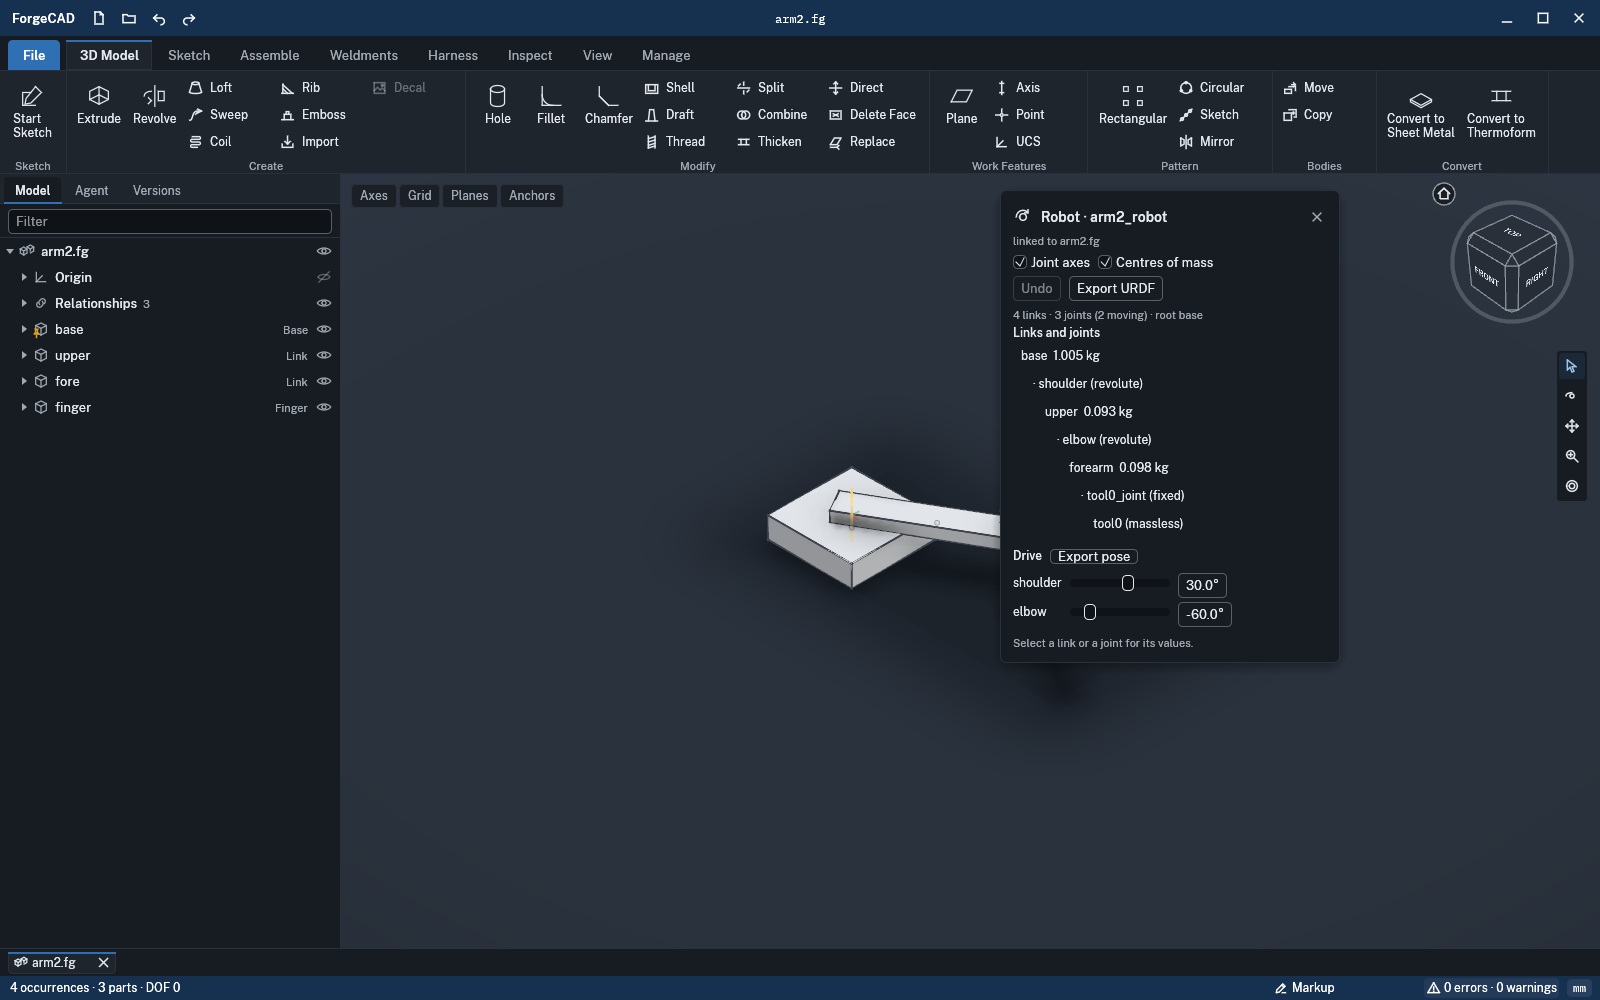 ForgeCAD
arm2.fg
File
3D Model
Sketch
Assemble
Weldments
Harness
Inspect
View
Manage
Start Sketch
Extrude
Revolve
Loft
Sweep
Coil
Rib
Emboss
Import
Decal
Hole
Fillet
Chamfer
Shell
Draft
Thread
Split
Combine
Thicken
Direct
Delete Face
Replace
Plane
Axis
Point
UCS
Rectangular
Circular
Sketch
Mirror
Move
Copy
Convert to Sheet Metal
Convert to Thermoform
Sketch
Create
Modify
Work Features
Pattern
Bodies
Convert
Model
Agent
Versions
Filter
arm2.fg
Origin
Relationships 3
base Base
upper Link
fore Link
finger Finger
Axes
Grid
Planes
Anchors
Robot · arm2_robot
linked to arm2.fg
Joint axes
Centres of mass
Undo
Export URDF
4 links · 3 joints (2 moving) · root base
Links and joints
base 1.005 kg
· shoulder (revolute)
upper 0.093 kg
· elbow (revolute)
forearm 0.098 kg
· tool0_joint (fixed)
tool0 (massless)
Drive
Export pose
shoulder 30.0°
elbow -60.0°
Select a link or a joint for its values.
TOP
FRONT
RIGHT
arm2.fg
4 occurrences · 3 parts · DOF 0
Markup
0 errors · 0 warnings
mm